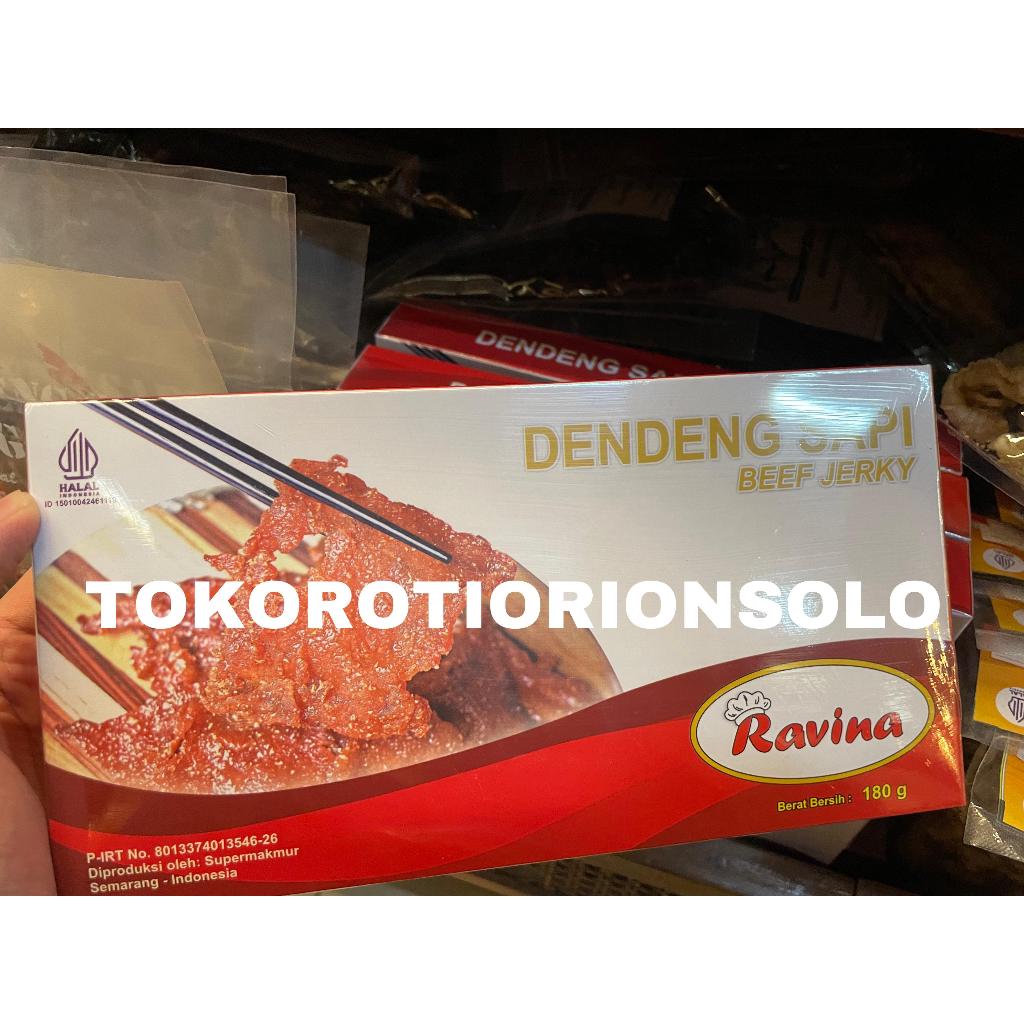 DENDENG SA
HALAL
INDONESIA
DENDENG SAPI
BEEF JERKY
TOKOROTIORIONSOLO
Ravina
Berat Bersih : 180 g
P-IRT No. 8013374013546-26
Diproduksi oleh: Supermakmur
Semarang - Indonesia